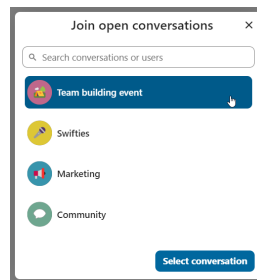 Join open conversations
Search conversations or users
Team building event
Swifties
Marketing
Community
Select conversation